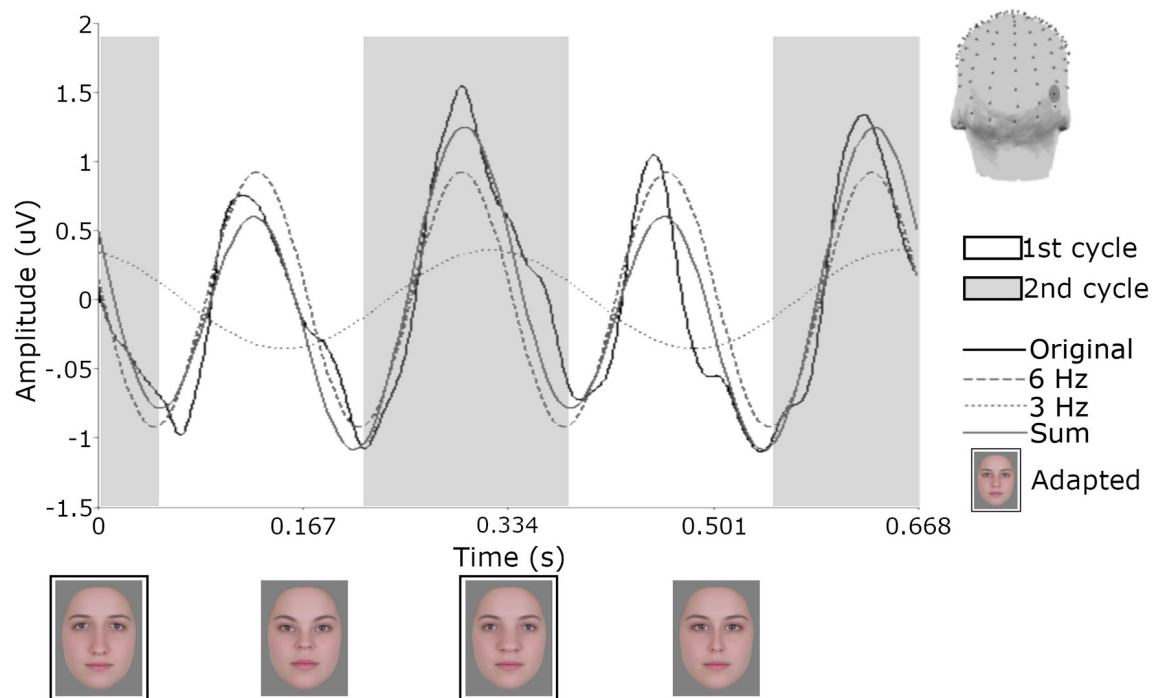 2
1.5
1
0.5
0
-.05
-1
-1.5
Amplitude (uV)
0
0.167
0.334
0.501
0.668
Time (s)
1st cycle
2nd cycle
Original
6 Hz
3 Hz
Sum
Adapted